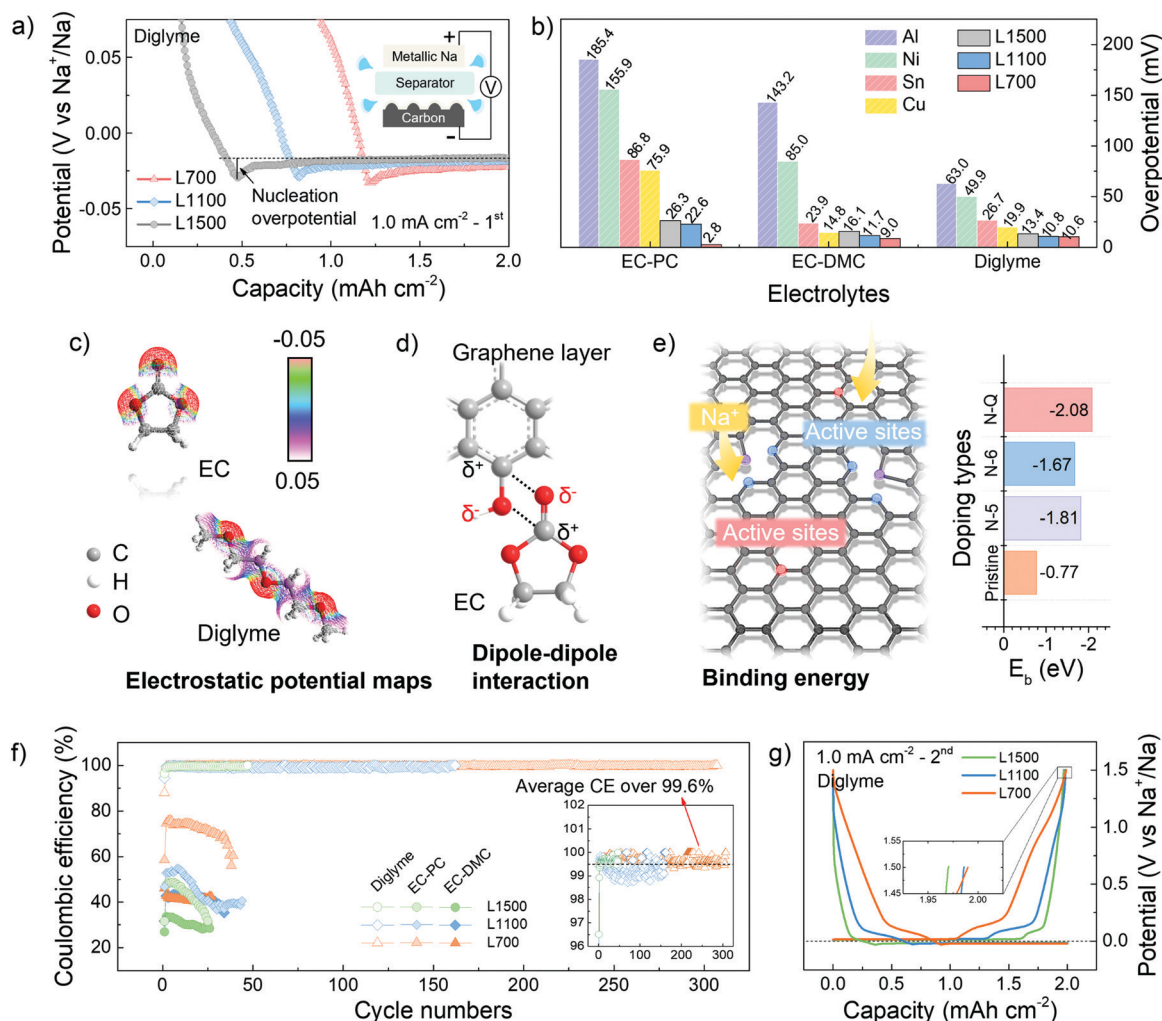 a)
Diglyme
0.05
0.00
-0.05
Potential (V vs Na⁺/Na)
+
Metallic Na
Separator
Carbon
V
-
L700
L1100
L1500
Nucleation
overpotential
1.0 mA cm⁻² - 1ˢᵗ
0.0 0.5 1.0 1.5 2.0
Capacity (mAh cm⁻²)
b)
Al
Ni
Sn
Cu
L1500
L1100
L700
185.4 155.9 86.8 75.9 26.3 22.6 2.8
143.2 85.0 23.9 14.8 16.1 11.7 9.0
63.0 49.9 26.7 19.9 13.4 10.8 10.6
200
150
100
50
0
Overpotential (mV)
EC-PC EC-DMC Diglyme
Electrolytes
c)
-0.05
0.05
EC
C
H
O
Diglyme
Electrostatic potential maps
d)
Graphene layer
δ⁺
δ⁻
δ⁻
δ⁺
EC
Dipole-dipole
interaction
e)
Na⁺
Active sites
Active sites
Binding energy
Doping types
N-Q
-2.08
N-6
-1.67
N-5
-1.81
Pristine
-0.77
0 -1 -2
E_b (eV)
f)
Coulombic efficiency (%)
100
80
60
40
20
Average CE over 99.6%
102
101
100
99
98
97
96
0 100 200 300
Diglyme EC-PC EC-DMC
L1500
L1100
L700
0 50 100 150 200 250 300
Cycle numbers
g)
1.0 mA cm⁻² - 2ⁿᵈ
Diglyme
L1500
L1100
L700
1.55
1.50
1.45
1.95 2.00
1.5
1.0
0.5
0.0
Potential (V vs Na⁺/Na)
0.0 0.5 1.0 1.5 2.0
Capacity (mAh cm⁻²)